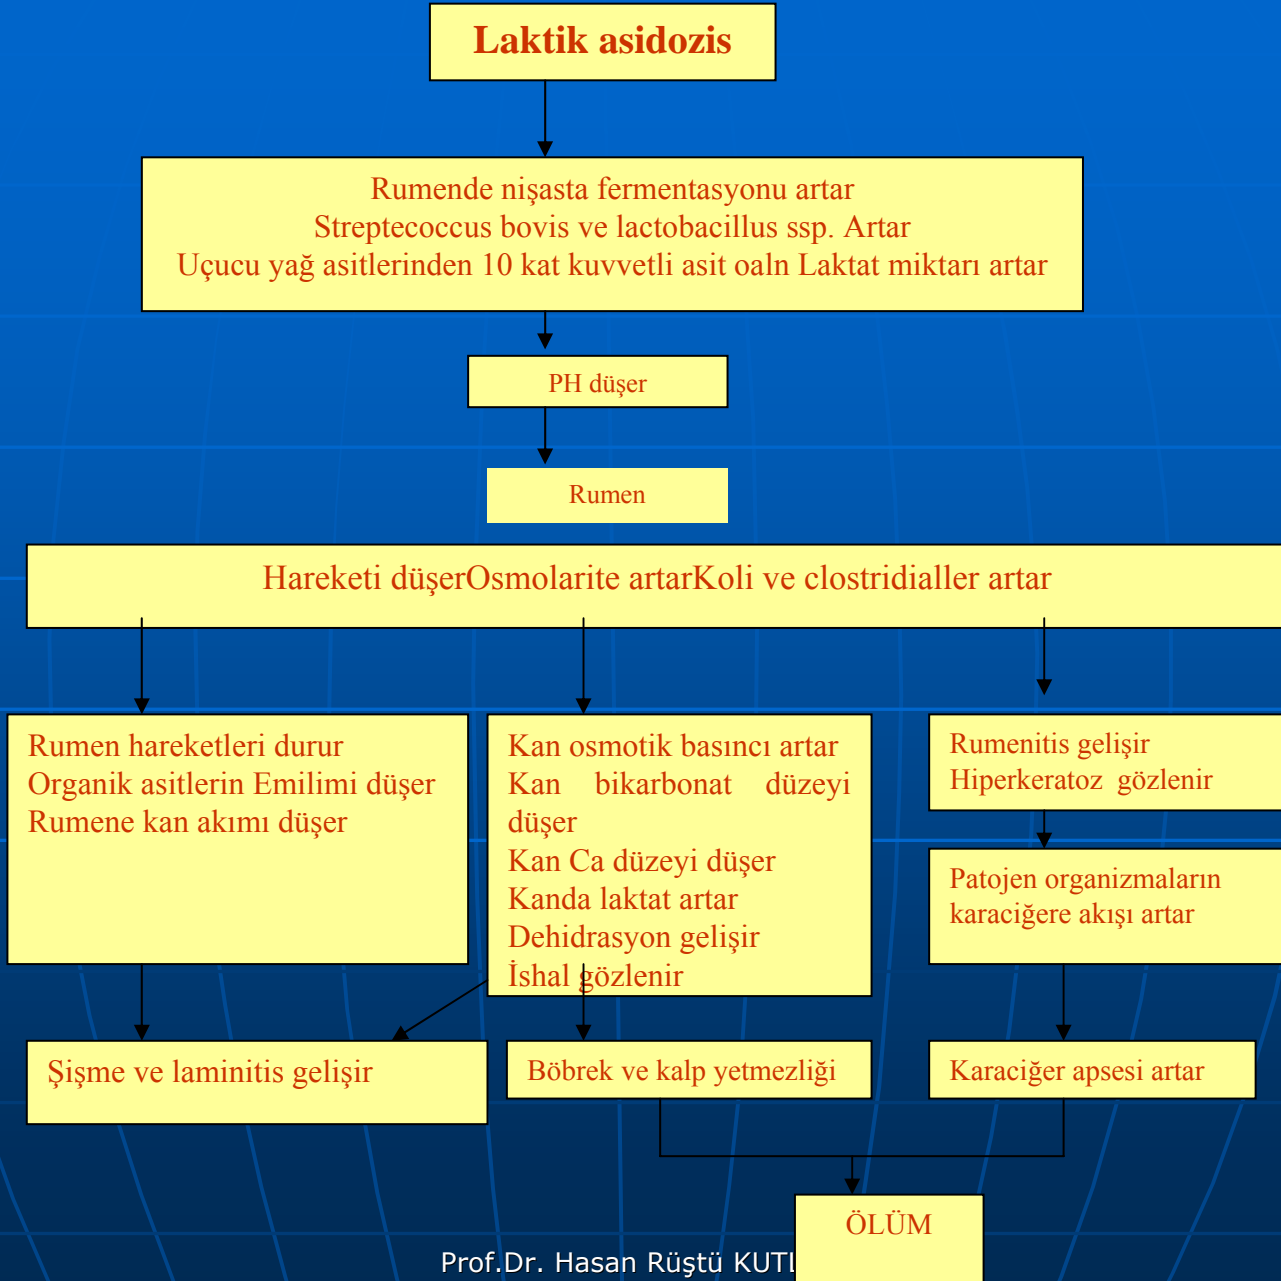 Laktik asidozis
Rumende nişasta fermentasyonu artar
Streptecoccus bovis ve lactobacillus ssp. Artar
Uçucu yağ asitlerinden 10 kat kuvvetli asit oaln Laktat miktarı artar
PH düşer
Rumen
Hareketi düşerOsmolarite artarKoli ve clostridialler artar
Rumen hareketleri durur
Organik asitlerin Emilimi düşer
Rumene kan akımı düşer
Kan osmotik basıncı artar
Kan bikarbonat düzeyi
düşer
Kan Ca düzeyi düşer
Kanda laktat artar
Dehidrasyon gelişir
İshal gözlenir
Rumenitis gelişir
Hiperkeratoz gözlenir
Patojen organizmaların
karaciğere akışı artar
Şişme ve laminitis gelişir
Böbrek ve kalp yetmezliği
Karaciğer apsesi artar
ÖLÜM
Prof.Dr. Hasan Rüştü